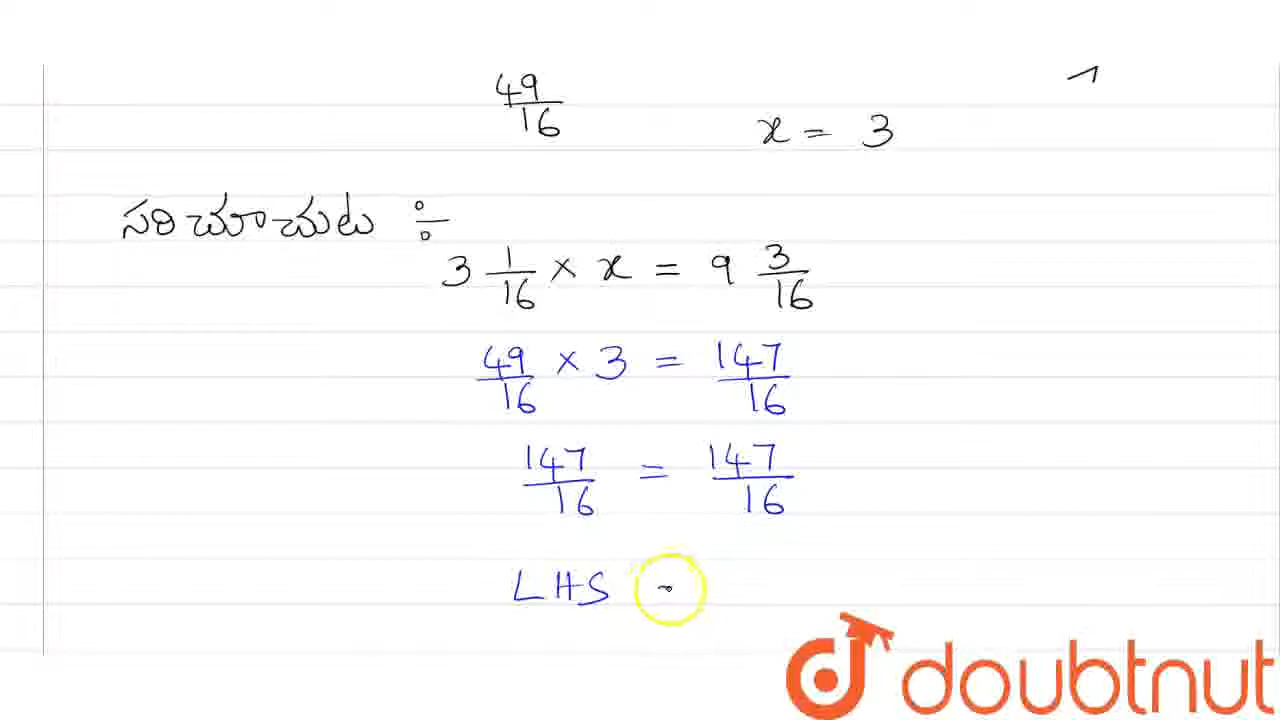 49/16
x = 3
సరిచూచుట ÷
3 1/16 × x = 9 3/16
49/16 × 3 = 147/16
147/16 = 147/16
LHS
doubtnut